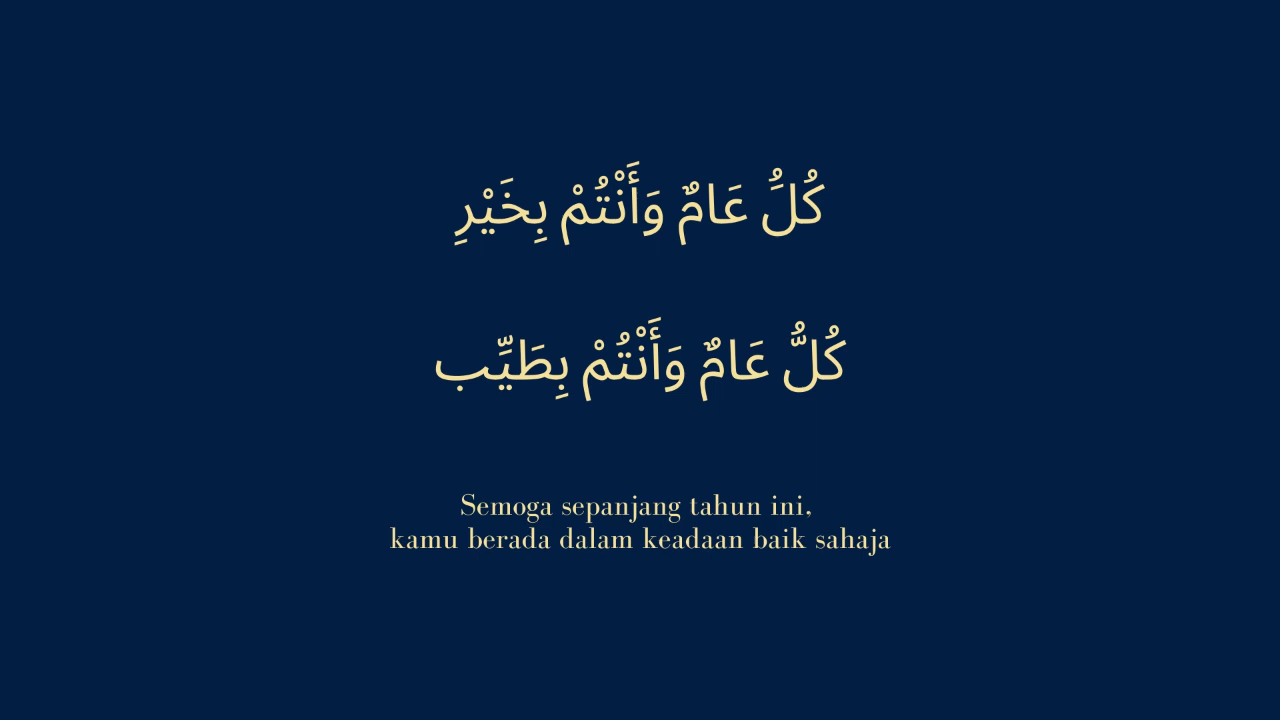 كُلُِّ عَامٌ وَأَنْتُمْ بِخَيْرِ
كُلُّ عَامٌ وَأَنْتُمْ بِطَيِّب
Semoga sepanjang tahun ini,
kamu berada dalam keadaan baik sahaja